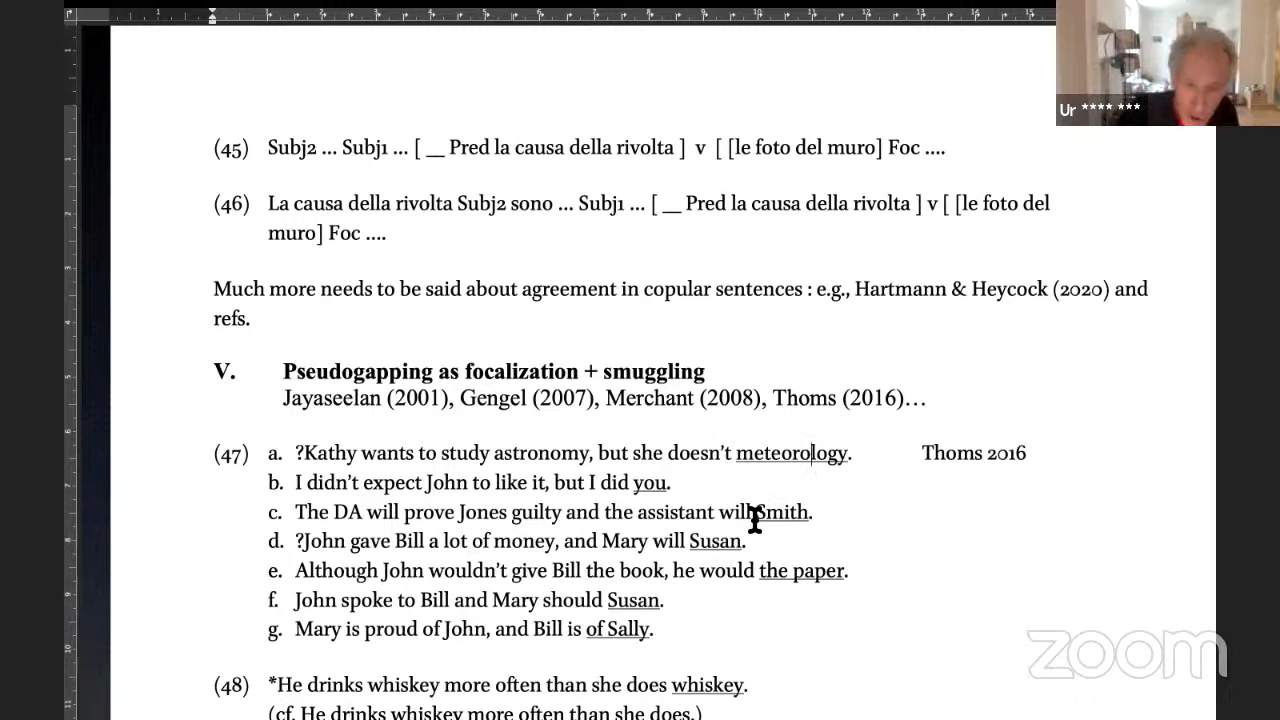 Ur **** ***
(45) Subj2 ... Subj1 ... [ __ Pred la causa della rivolta ] v [ [le foto del muro] Foc ....
(46) La causa della rivolta Subj2 sono ... Subj1 ... [ __ Pred la causa della rivolta ] v [ [le foto del
muro] Foc ....
Much more needs to be said about agreement in copular sentences : e.g., Hartmann & Heycock (2020) and
refs.
V. Pseudogapping as focalization + smuggling
Jayaseelan (2001), Gengel (2007), Merchant (2008), Thoms (2016)…
(47) a. ?Kathy wants to study astronomy, but she doesn't meteorology. Thoms 2016
b. I didn't expect John to like it, but I did you.
c. The DA will prove Jones guilty and the assistant will Smith.
d. ?John gave Bill a lot of money, and Mary will Susan.
e. Although John wouldn't give Bill the book, he would the paper.
f. John spoke to Bill and Mary should Susan.
g. Mary is proud of John, and Bill is of Sally.
(48) *He drinks whiskey more often than she does whiskey.
(cf. He drinks whiskey more often than she does.)
zoom